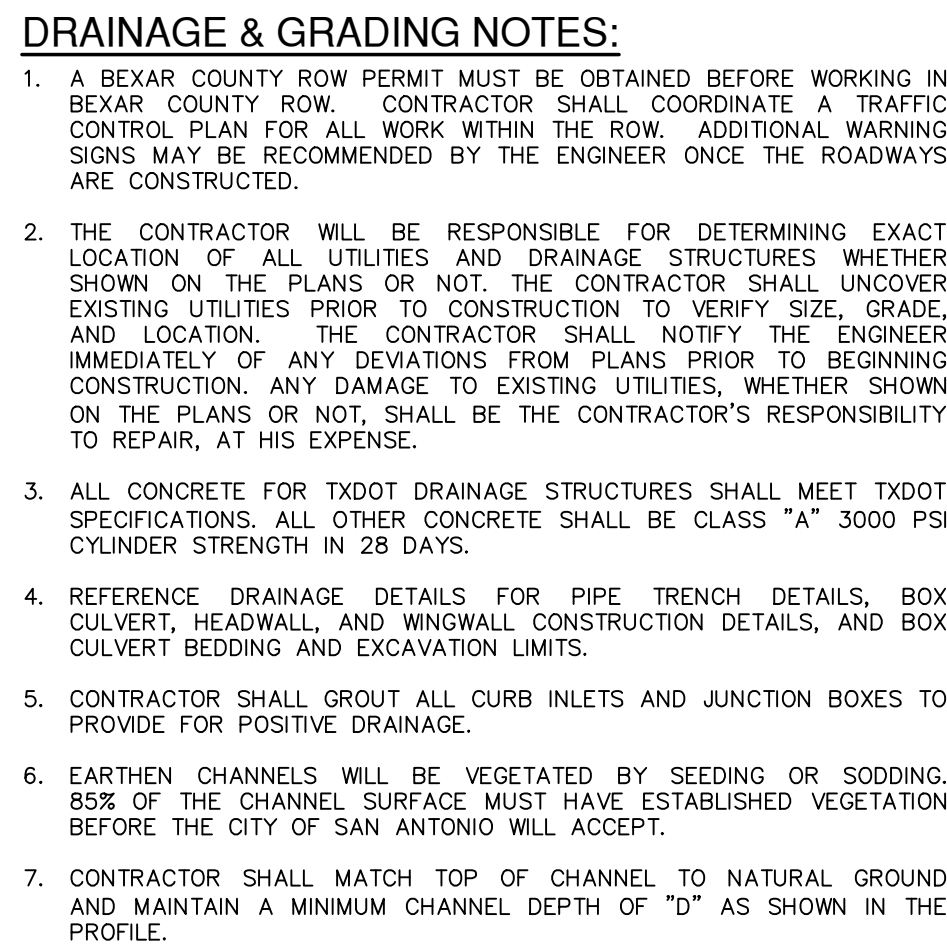 DRAINAGE & GRADING NOTES:
1. A BEXAR COUNTY ROW PERMIT MUST BE OBTAINED BEFORE WORKING IN
BEXAR COUNTY ROW. CONTRACTOR SHALL COORDINATE A TRAFFIC
CONTROL PLAN FOR ALL WORK WITHIN THE ROW. ADDITIONAL WARNING
SIGNS MAY BE RECOMMENDED BY THE ENGINEER ONCE THE ROADWAYS
ARE CONSTRUCTED.
2. THE CONTRACTOR WILL BE RESPONSIBLE FOR DETERMINING EXACT
LOCATION OF ALL UTILITIES AND DRAINAGE STRUCTURES WHETHER
SHOWN ON THE PLANS OR NOT. THE CONTRACTOR SHALL UNCOVER
EXISTING UTILITIES PRIOR TO CONSTRUCTION TO VERIFY SIZE, GRADE,
AND LOCATION. THE CONTRACTOR SHALL NOTIFY THE ENGINEER
IMMEDIATELY OF ANY DEVIATIONS FROM PLANS PRIOR TO BEGINNING
CONSTRUCTION. ANY DAMAGE TO EXISTING UTILITIES, WHETHER SHOWN
ON THE PLANS OR NOT, SHALL BE THE CONTRACTOR'S RESPONSIBILITY
TO REPAIR, AT HIS EXPENSE.
3. ALL CONCRETE FOR TXDOT DRAINAGE STRUCTURES SHALL MEET TXDOT
SPECIFICATIONS. ALL OTHER CONCRETE SHALL BE CLASS "A" 3000 PSI
CYLINDER STRENGTH IN 28 DAYS.
4. REFERENCE DRAINAGE DETAILS FOR PIPE TRENCH DETAILS, BOX
CULVERT, HEADWALL, AND WINGWALL CONSTRUCTION DETAILS, AND BOX
CULVERT BEDDING AND EXCAVATION LIMITS.
5. CONTRACTOR SHALL GROUT ALL CURB INLETS AND JUNCTION BOXES TO
PROVIDE FOR POSITIVE DRAINAGE.
6. EARTHEN CHANNELS WILL BE VEGETATED BY SEEDING OR SODDING.
85% OF THE CHANNEL SURFACE MUST HAVE ESTABLISHED VEGETATION
BEFORE THE CITY OF SAN ANTONIO WILL ACCEPT.
7. CONTRACTOR SHALL MATCH TOP OF CHANNEL TO NATURAL GROUND
AND MAINTAIN A MINIMUM CHANNEL DEPTH OF "D" AS SHOWN IN THE
PROFILE.